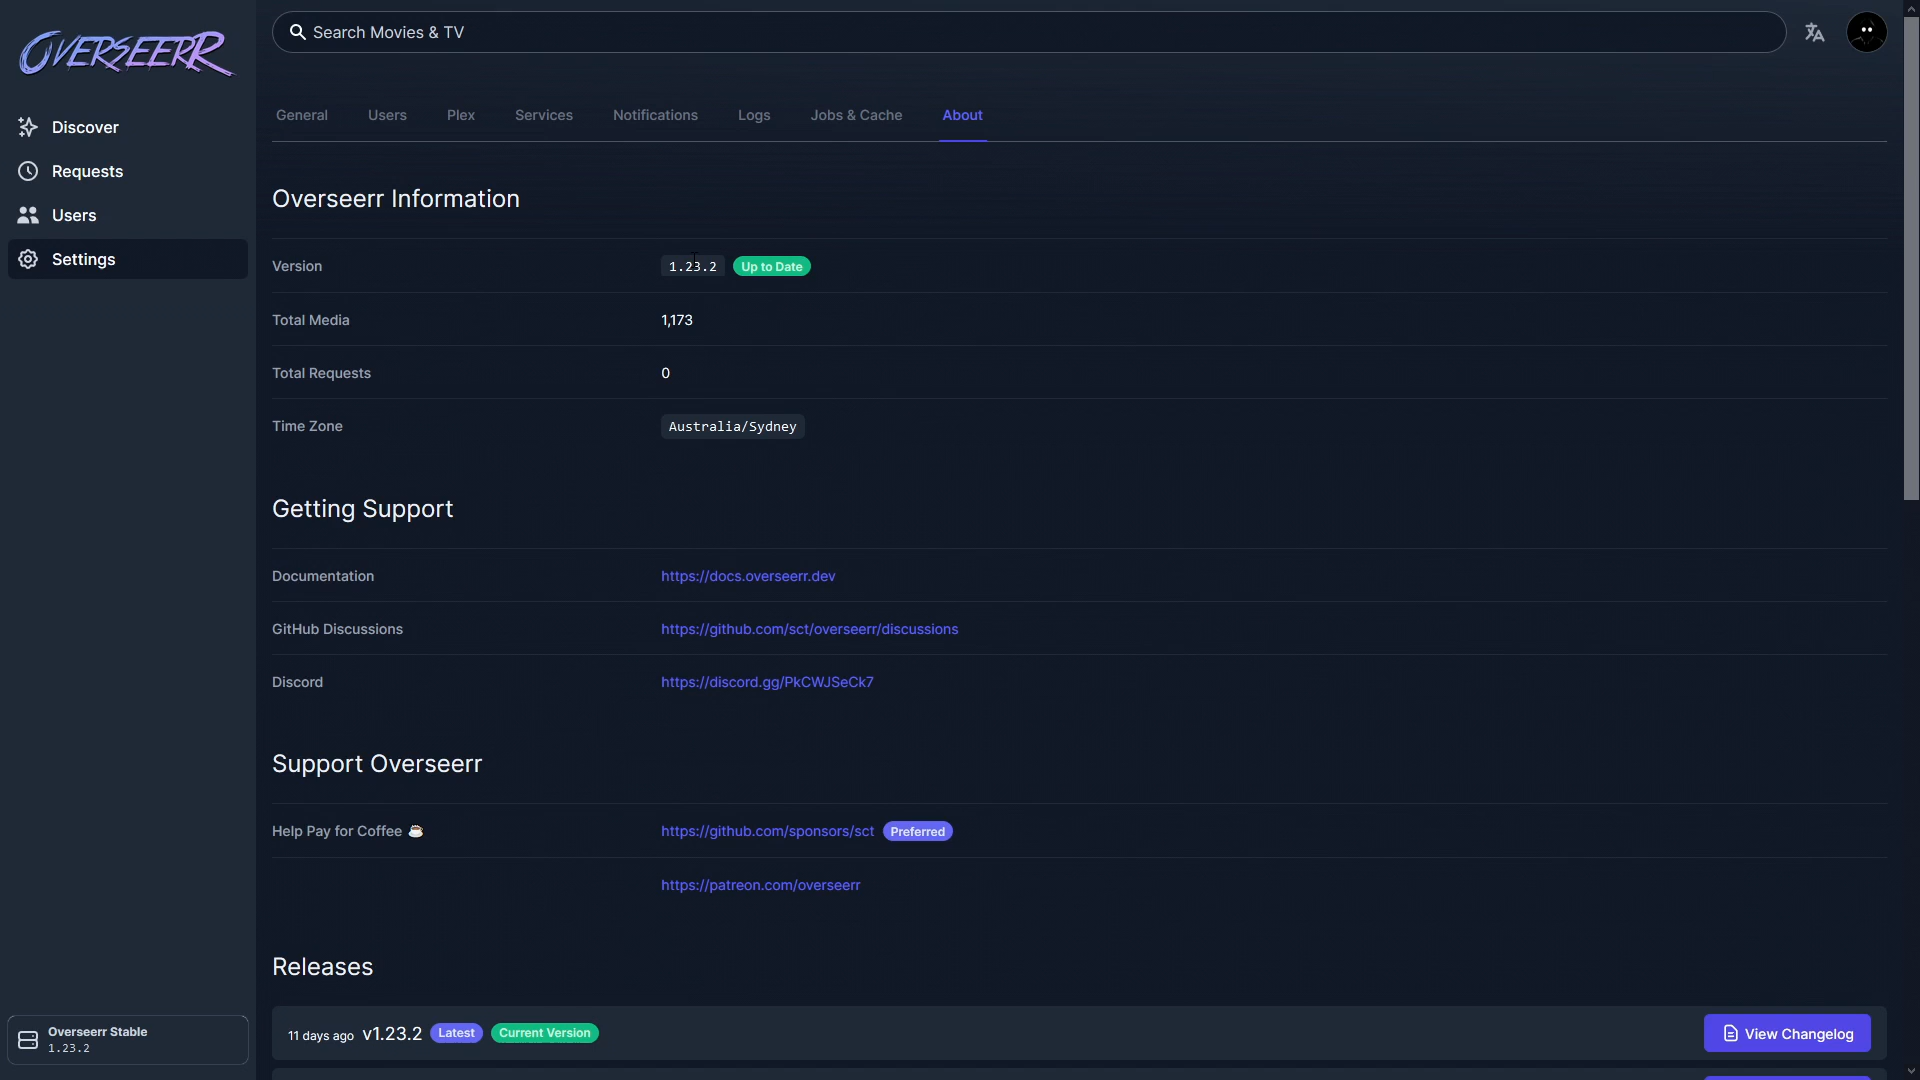 OVERSEERR
Search Movies & TV
Discover
Requests
Users
Settings
General Users Plex Services Notifications Logs Jobs & Cache About
Overseerr Information
Version 1.23.2 Up to Date
Total Media 1,173
Total Requests 0
Time Zone Australia/Sydney
Getting Support
Documentation https://docs.overseerr.dev
GitHub Discussions https://github.com/sct/overseerr/discussions
Discord https://discord.gg/PkCWJSeCk7
Support Overseerr
Help Pay for Coffee ☕ https://github.com/sponsors/sct Preferred
https://patreon.com/overseerr
Releases
11 days ago v1.23.2 Latest Current Version View Changelog
Overseerr Stable
1.23.2